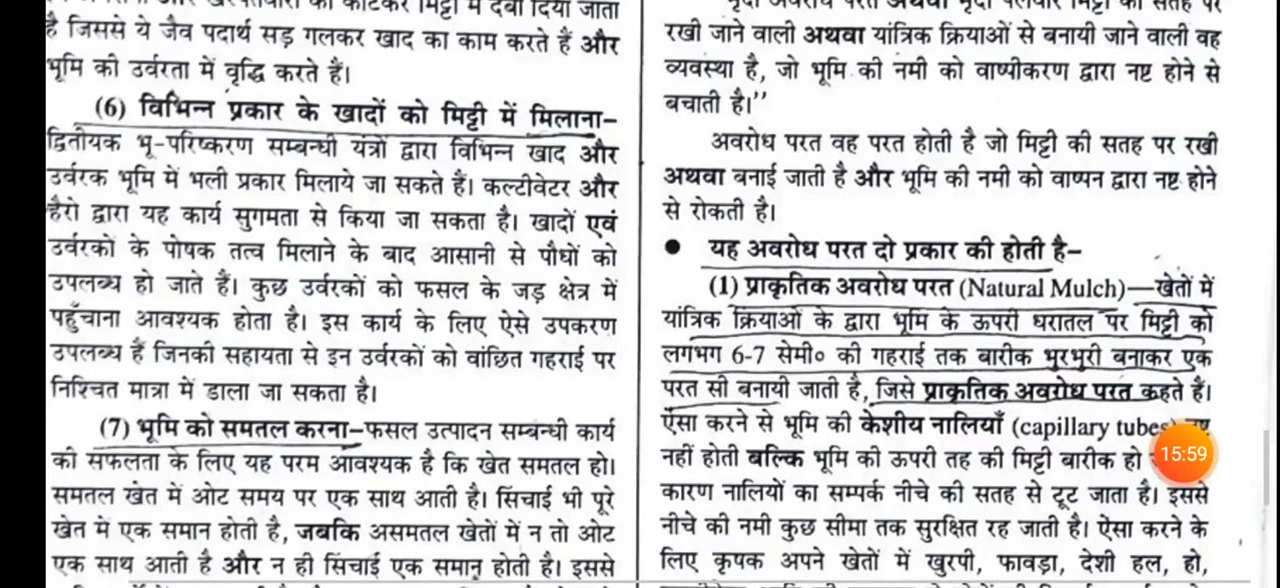 है जिससे ये जैव पदार्थ सड़ गलकर खाद का काम करते हैं और
भूमि की उर्वरता में वृद्धि करते हैं।
(6) विभिन्न प्रकार के खादों को मिट्टी में मिलाना–
द्वितीयक भू-परिष्करण सम्बन्धी यंत्रों द्वारा विभिन्न खाद और
उर्वरक भूमि में भली प्रकार मिलाये जा सकते हैं। कल्टीवेटर और
हैरो द्वारा यह कार्य सुगमता से किया जा सकता है। खादों एवं
उर्वरकों के पोषक तत्व मिलाने के बाद आसानी से पौधों को
उपलब्ध हो जाते हैं। कुछ उर्वरकों को फसल के जड़ क्षेत्र में
पहुँचाना आवश्यक होता है। इस कार्य के लिए ऐसे उपकरण
उपलब्ध हैं जिनकी सहायता से इन उर्वरकों को वांछित गहराई पर
निश्चित मात्रा में डाला जा सकता है।
(7) भूमि को समतल करना–फसल उत्पादन सम्बन्धी कार्य
की सफलता के लिए यह परम आवश्यक है कि खेत समतल हो।
समतल खेत में ओट समय पर एक साथ आती है। सिंचाई भी पूरे
खेत में एक समान होती है, जबकि असमतल खेतों में न तो ओट
एक साथ आती है और न ही सिंचाई एक समान होती है। इससे
रखी जाने वाली अथवा यांत्रिक क्रियाओं से बनायी जाने वाली वह
व्यवस्था है, जो भूमि की नमी को वाष्पीकरण द्वारा नष्ट होने से
बचाती है।”
अवरोध परत वह परत होती है जो मिट्टी की सतह पर रखी
अथवा बनाई जाती है और भूमि की नमी को वाष्पन द्वारा नष्ट होने
से रोकती है।
● यह अवरोध परत दो प्रकार की होती है–
(1) प्राकृतिक अवरोध परत (Natural Mulch)—खेतों में
यांत्रिक क्रियाओं के द्वारा भूमि के ऊपरी धरातल पर मिट्टी को
लगभग 6-7 सेमी० की गहराई तक बारीक भुरभुरी बनाकर एक
परत सी बनायी जाती है, जिसे प्राकृतिक अवरोध परत कहते हैं।
ऐसा करने से भूमि की केशीय नालियाँ (capillary tubes)
नहीं होती बल्कि भूमि की ऊपरी तह की मिट्टी बारीक हो
15:59
कारण नालियों का सम्पर्क नीचे की सतह से टूट जाता है। इससे
नीचे की नमी कुछ सीमा तक सुरक्षित रह जाती है। ऐसा करने के
लिए कृषक अपने खेतों में खुरपी, फावड़ा, देशी हल, हो,